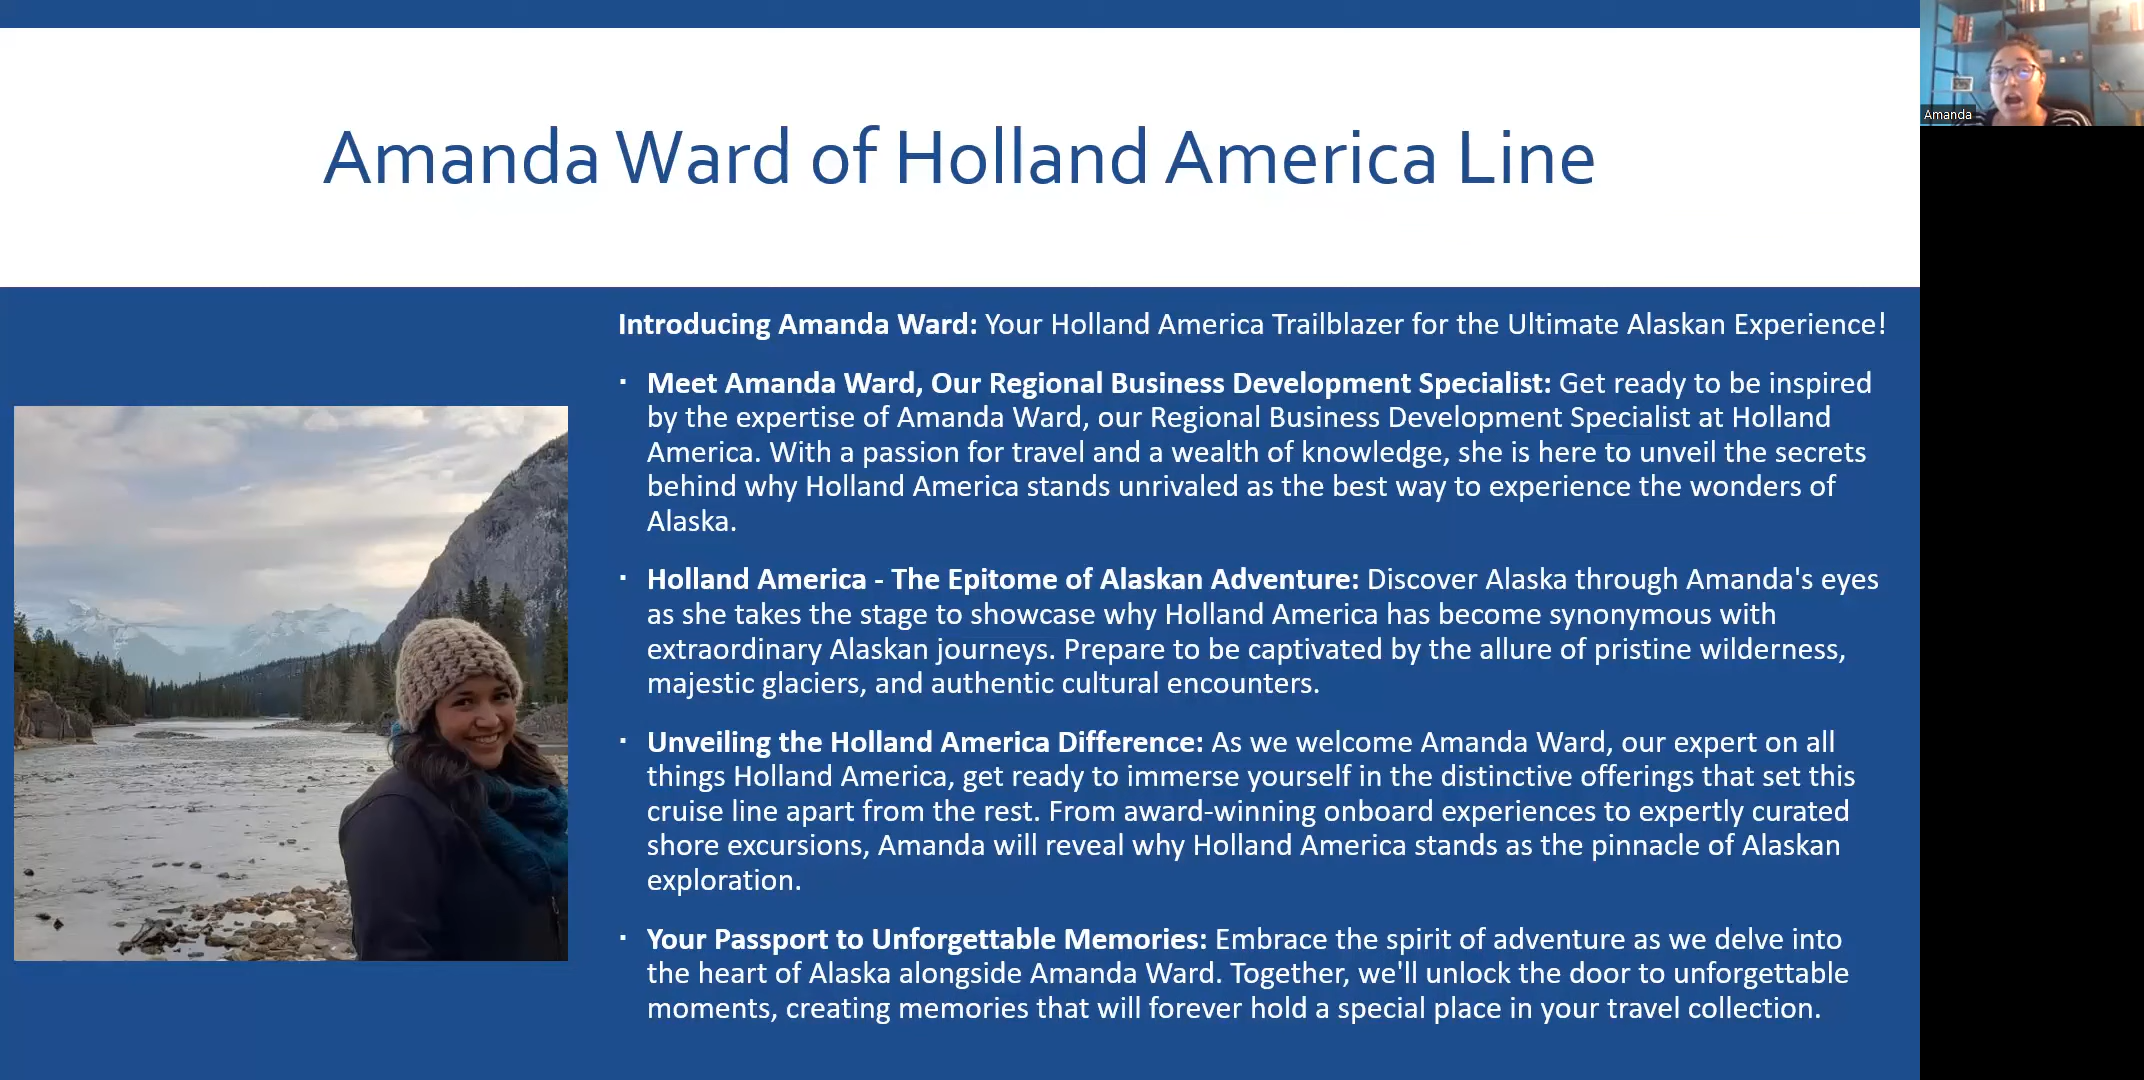 Amanda Ward of Holland America Line
Amanda
Introducing Amanda Ward: Your Holland America Trailblazer for the Ultimate Alaskan Experience!
· Meet Amanda Ward, Our Regional Business Development Specialist: Get ready to be inspired
by the expertise of Amanda Ward, our Regional Business Development Specialist at Holland
America. With a passion for travel and a wealth of knowledge, she is here to unveil the secrets
behind why Holland America stands unrivaled as the best way to experience the wonders of
Alaska.
· Holland America - The Epitome of Alaskan Adventure: Discover Alaska through Amanda's eyes
as she takes the stage to showcase why Holland America has become synonymous with
extraordinary Alaskan journeys. Prepare to be captivated by the allure of pristine wilderness,
majestic glaciers, and authentic cultural encounters.
· Unveiling the Holland America Difference: As we welcome Amanda Ward, our expert on all
things Holland America, get ready to immerse yourself in the distinctive offerings that set this
cruise line apart from the rest. From award-winning onboard experiences to expertly curated
shore excursions, Amanda will reveal why Holland America stands as the pinnacle of Alaskan
exploration.
· Your Passport to Unforgettable Memories: Embrace the spirit of adventure as we delve into
the heart of Alaska alongside Amanda Ward. Together, we'll unlock the door to unforgettable
moments, creating memories that will forever hold a special place in your travel collection.